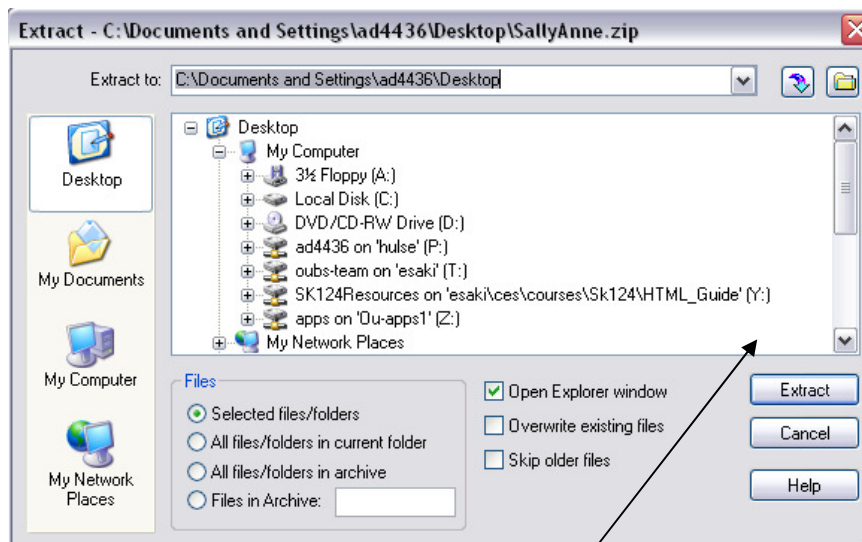 Extract - C:\Documents and Settings\ad4436\Desktop\SallyAnne.zip
Extract to: C:\Documents and Settings\ad4436\Desktop
Desktop
My Documents
My Computer
My Network
Places
Desktop
My Computer
3½ Floppy (A:)
Local Disk (C:)
DVD/CD-RW Drive (D:)
ad4436 on 'hulse' (P:)
oubs-team on 'esaki' (T:)
SK124Resources on 'esaki\ces\courses\Sk124\HTML_Guide' (Y:)
apps on 'Ou-apps1' (Z:)
My Network Places
Files
Selected files/folders
All files/folders in current folder
All files/folders in archive
Files in Archive:
Open Explorer window
Overwrite existing files
Skip older files
Extract
Cancel
Help